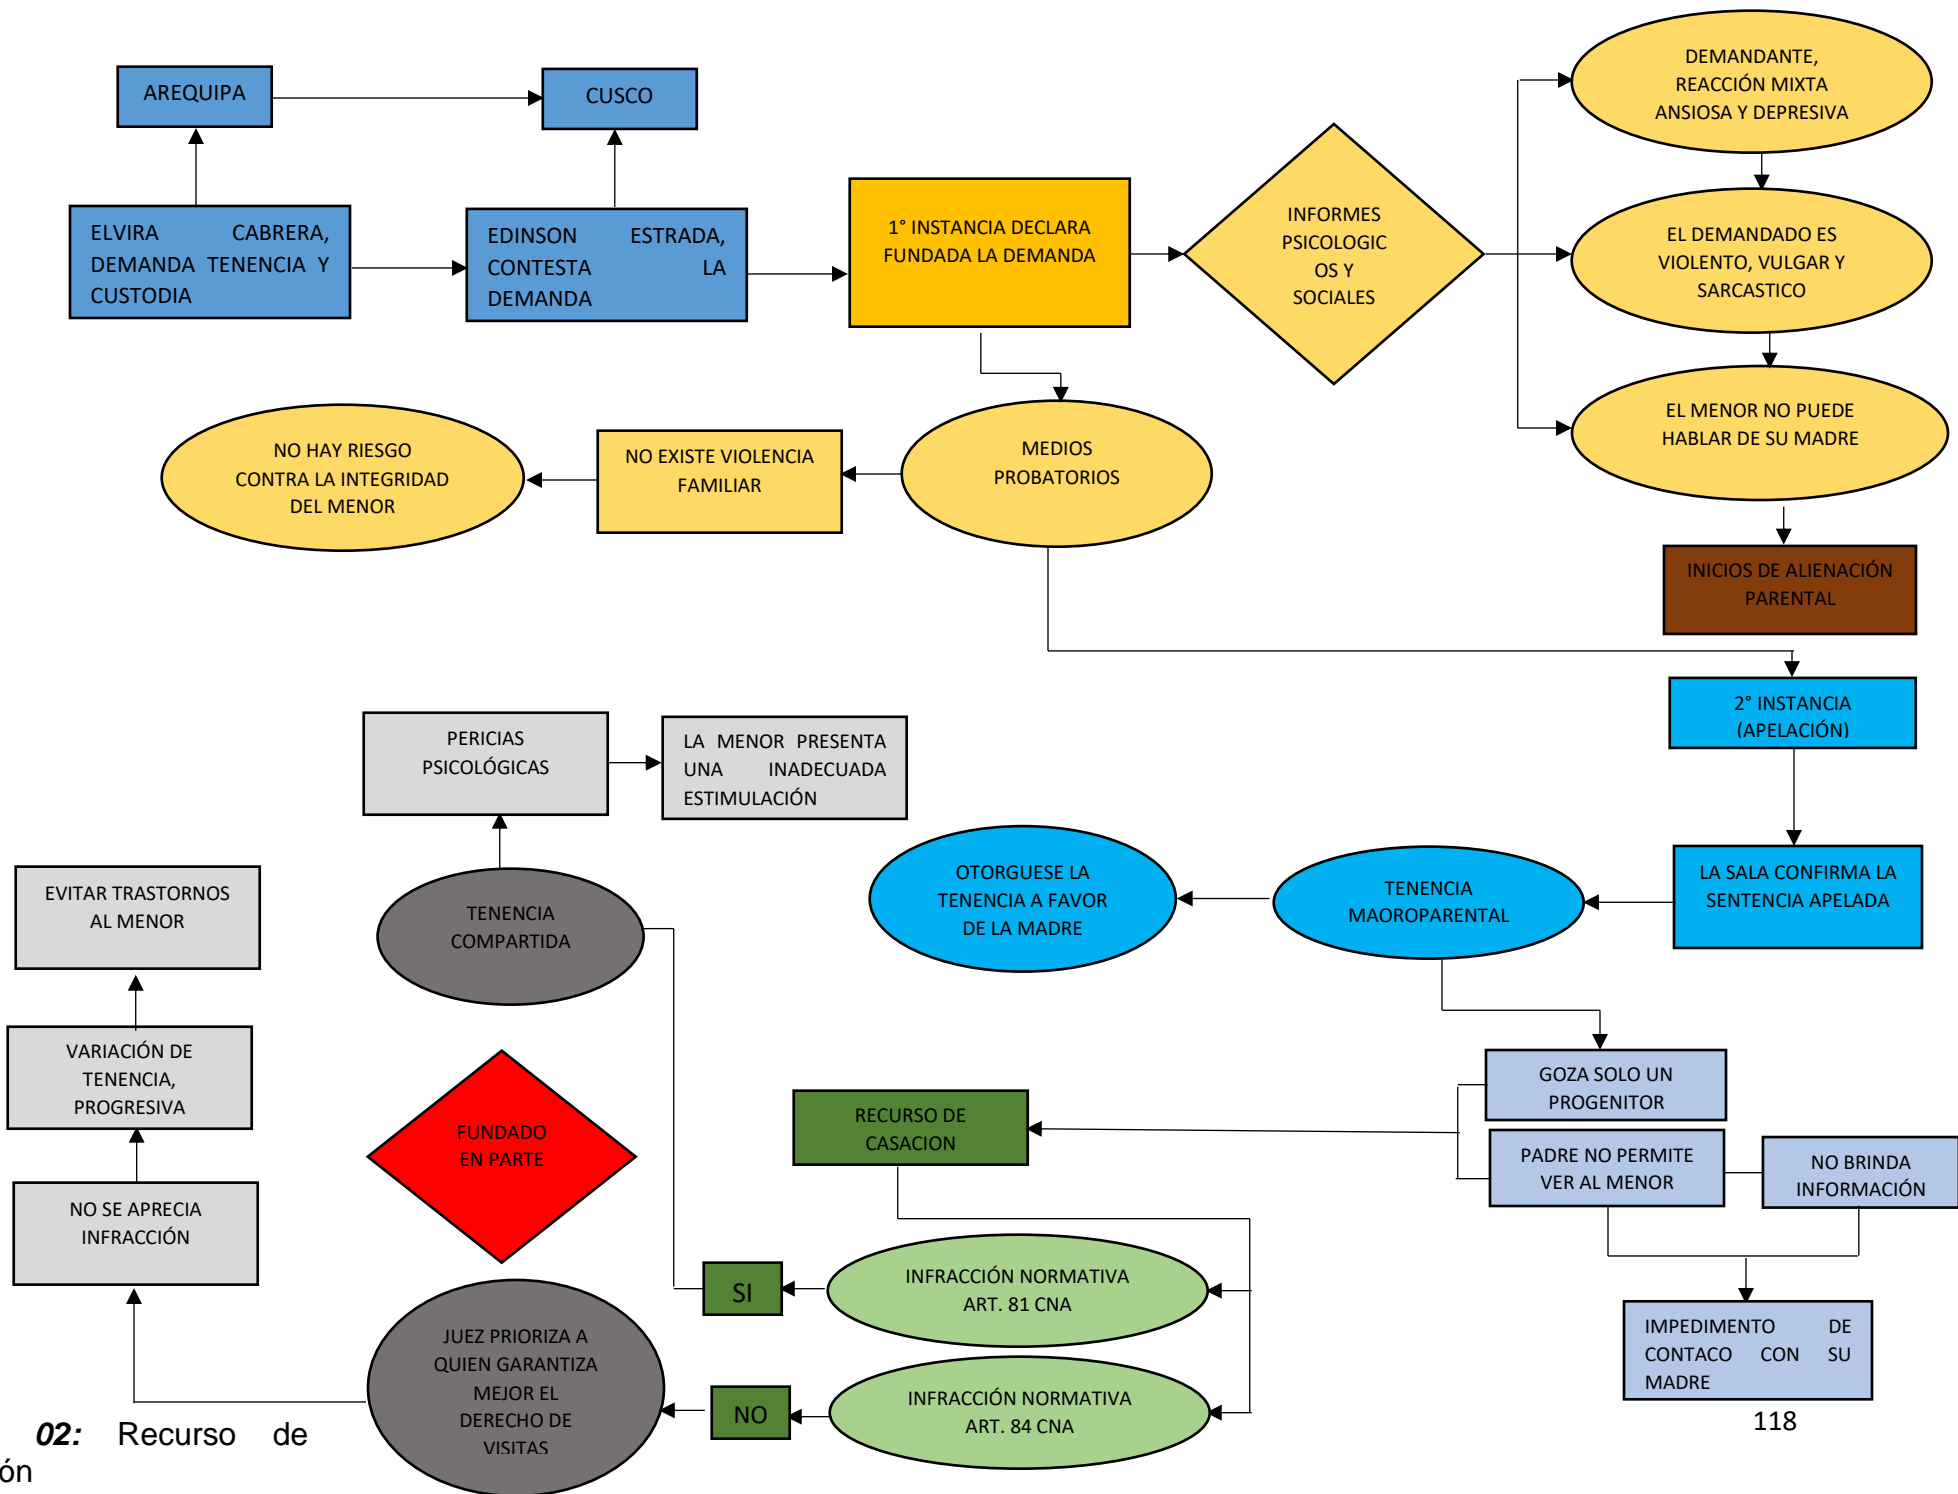 AREQUIPA
CUSCO
ELVIRA CABRERA,
DEMANDA TENENCIA Y
CUSTODIA
EDINSON ESTRADA,
CONTESTA LA
DEMANDA
1° INSTANCIA DECLARA
FUNDADA LA DEMANDA
INFORMES
PSICOLOGIC
OS Y
SOCIALES
DEMANDANTE,
REACCIÓN MIXTA
ANSIOSA Y DEPRESIVA
EL DEMANDADO ES
VIOLENTO, VULGAR Y
SARCASTICO
EL MENOR NO PUEDE
HABLAR DE SU MADRE
INICIOS DE ALIENACIÓN
PARENTAL
MEDIOS
PROBATORIOS
NO EXISTE VIOLENCIA
FAMILIAR
NO HAY RIESGO
CONTRA LA INTEGRIDAD
DEL MENOR
2° INSTANCIA
(APELACIÓN)
LA SALA CONFIRMA LA
SENTENCIA APELADA
TENENCIA
MAOROPARENTAL
OTORGUESE LA
TENENCIA A FAVOR
DE LA MADRE
GOZA SOLO UN
PROGENITOR
PADRE NO PERMITE
VER AL MENOR
NO BRINDA
INFORMACIÓN
IMPEDIMENTO DE
CONTACO CON SU
MADRE
RECURSO DE
CASACION
INFRACCIÓN NORMATIVA
ART. 81 CNA
SI
TENENCIA
COMPARTIDA
PERICIAS
PSICOLÓGICAS
LA MENOR PRESENTA
UNA INADECUADA
ESTIMULACIÓN
INFRACCIÓN NORMATIVA
ART. 84 CNA
NO
JUEZ PRIORIZA A
QUIEN GARANTIZA
MEJOR EL
DERECHO DE
VISITAS
NO SE APRECIA
INFRACCIÓN
VARIACIÓN DE
TENENCIA,
PROGRESIVA
EVITAR TRASTORNOS
AL MENOR
FUNDADO
EN PARTE
02: Recurso de
ón
118